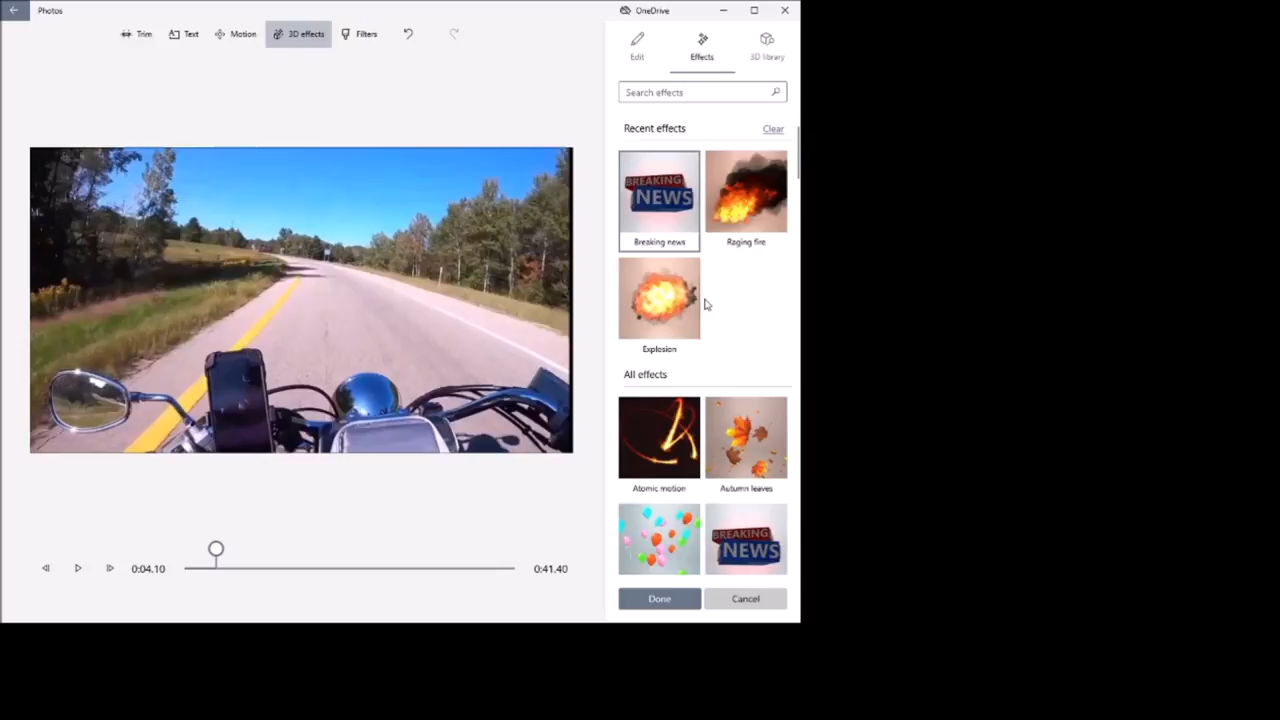 Photos
OneDrive
Trim
Text
Motion
3D effects
Filters
Edit
Effects
3D library
Search effects
Recent effects
Clear
BREAKING
NEWS
Breaking news
Raging fire
Explosion
All effects
Atomic motion
Autumn leaves
BREAKING
NEWS
0:04.10
0:41.40
Done
Cancel